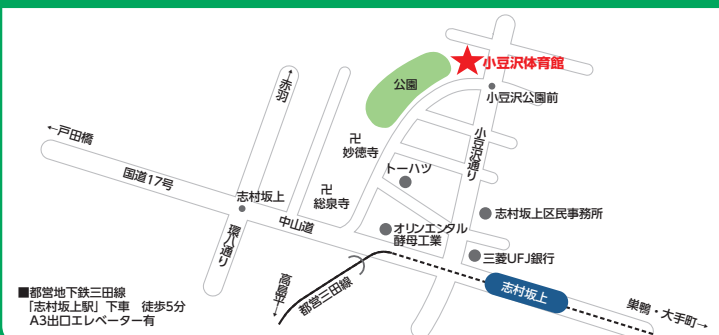 小豆沢体育館
公園
小豆沢公園前
←赤羽
←戸田橋
国道17号
卍
妙徳寺
小豆沢通り
トーハツ
卍
総泉寺
志村坂上
中山道
志村坂上区民事務所
環八通り
オリンエンタル
酵母工業
三菱UFJ銀行
高島平→
都営三田線
志村坂上
巣鴨・大手町→
■都営地下鉄三田線
「志村坂上駅」下車 徒歩5分
A3出口エレベーター有